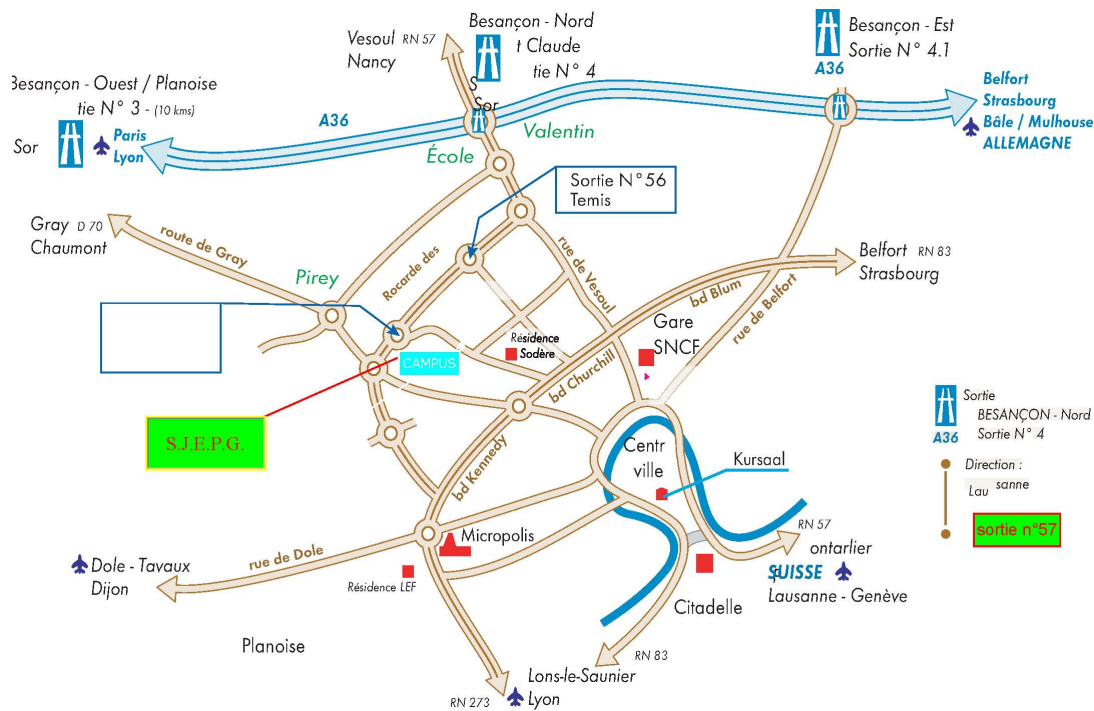 Besançon - Nord
t Claude
tie N° 4
S
Sor
Vesoul RN 57
Nancy
Besançon - Est
Sortie N° 4.1
A36
Besançon - Ouest / Planoise
tie N° 3 - (10 kms)
Sor
Paris
Lyon
A36
Valentin
École
Belfort
Strasbourg
Bâle / Mulhouse
ALLEMAGNE
Sortie N°56
Temis
Gray D 70
Chaumont
route de Gray
Pirey
Rocarde des
rue de Vesoul
bd Blum
rue de Belfort
Belfort RN 83
Strasbourg
Gare
SNCF
Résidence
Sodère
CAMPUS
bd Churchill
S.J.E.P.G.
bd Kennedy
Centr
ville
Kursaal
Sortie
BESANÇON - Nord
Sortie N° 4
A36
Direction :
Lau sanne
sortie n°57
Micropolis
rue de Dole
Dole - Tavaux
Dijon
Résidence LEF
Planoise
RN 57
ontarlier
P
SUISSE
Lausanne - Genève
Citadelle
RN 83
Lons-le-Saunier
Lyon
RN 273